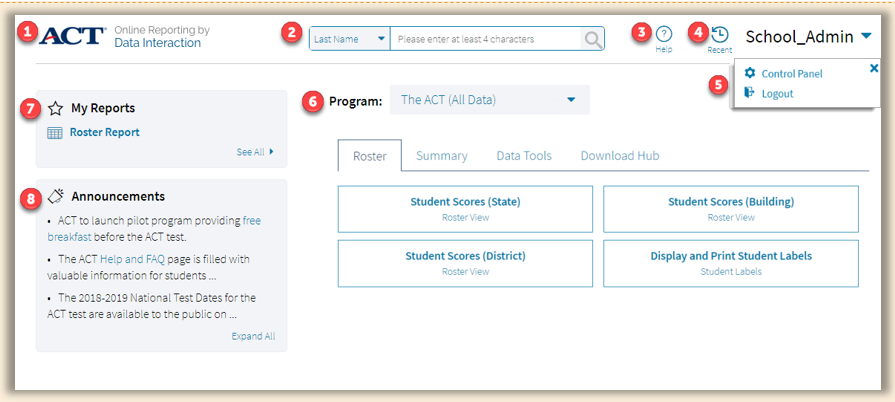 1 ACT® Online Reporting by
Data Interaction
2 Last Name Please enter at least 4 characters
3 ? Help
4 Recent
School_Admin
5 Control Panel
Logout
6 Program: The ACT (All Data)
7 My Reports
Roster Report
See All
8 Announcements
• ACT to launch pilot program providing free
breakfast before the ACT test.
• The ACT Help and FAQ page is filled with
valuable information for students ...
• The 2018-2019 National Test Dates for the
ACT test are available to the public on ...
Expand All
Roster Summary Data Tools Download Hub
Student Scores (State)
Roster View
Student Scores (Building)
Roster View
Student Scores (District)
Roster View
Display and Print Student Labels
Student Labels